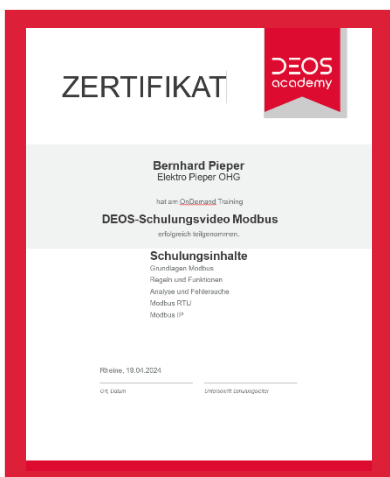 ZERTIFIKAT
DEOS
academy
Bernhard Pieper
Elektro Pieper OHG
hat am OnDemand Training
DEOS-Schulungsvideo Modbus
erfolgreich teilgenommen.
Schulungsinhalte
Grundlagen Modbus
Regeln und Funktionen
Analyse und Fehlersuche
Modbus RTU
Modbus IP
Rheine, 19.04.2024
Ort, Datum
Unterschrift Schulungsleiter